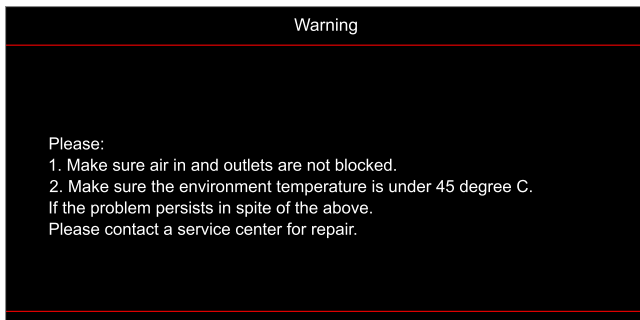 Warning
Please:
1. Make sure air in and outlets are not blocked.
2. Make sure the environment temperature is under 45 degree C.
If the problem persists in spite of the above.
Please contact a service center for repair.